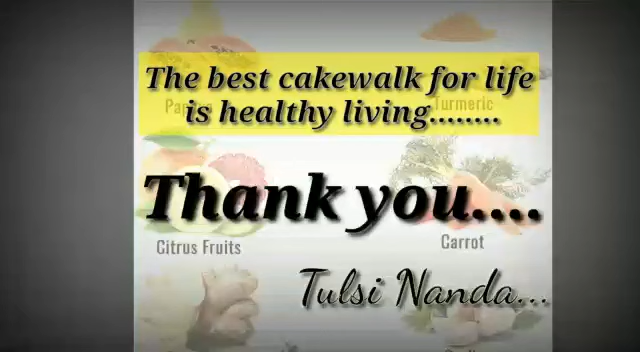 The best cakewalk for life
Turmeric
is healthy living........
Thank you....
Citrus Fruits
Carrot
Tulsi Nanda...